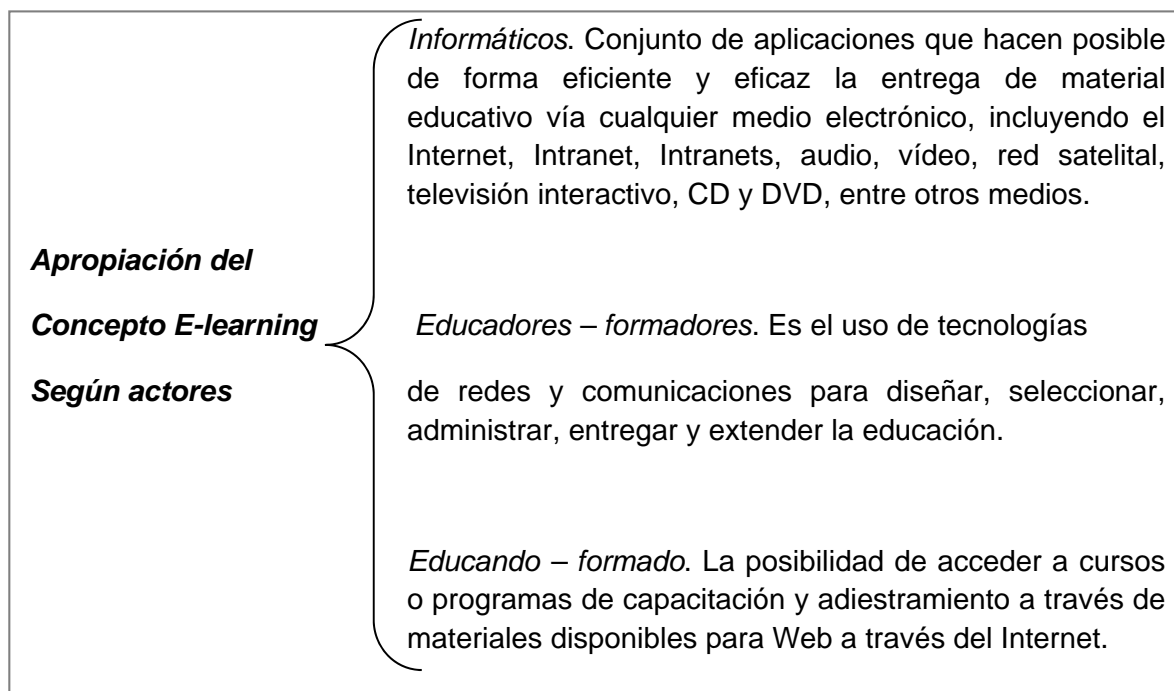 Informáticos. Conjunto de aplicaciones que hacen posible
de forma eficiente y eficaz la entrega de material
educativo vía cualquier medio electrónico, incluyendo el
Internet, Intranet, Intranets, audio, vídeo, red satelital,
televisión interactivo, CD y DVD, entre otros medios.
Apropiación del
Concepto E-learning
Según actores
Educadores – formadores. Es el uso de tecnologías
de redes y comunicaciones para diseñar, seleccionar,
administrar, entregar y extender la educación.
Educando – formado. La posibilidad de acceder a cursos
o programas de capacitación y adiestramiento a través de
materiales disponibles para Web a través del Internet.